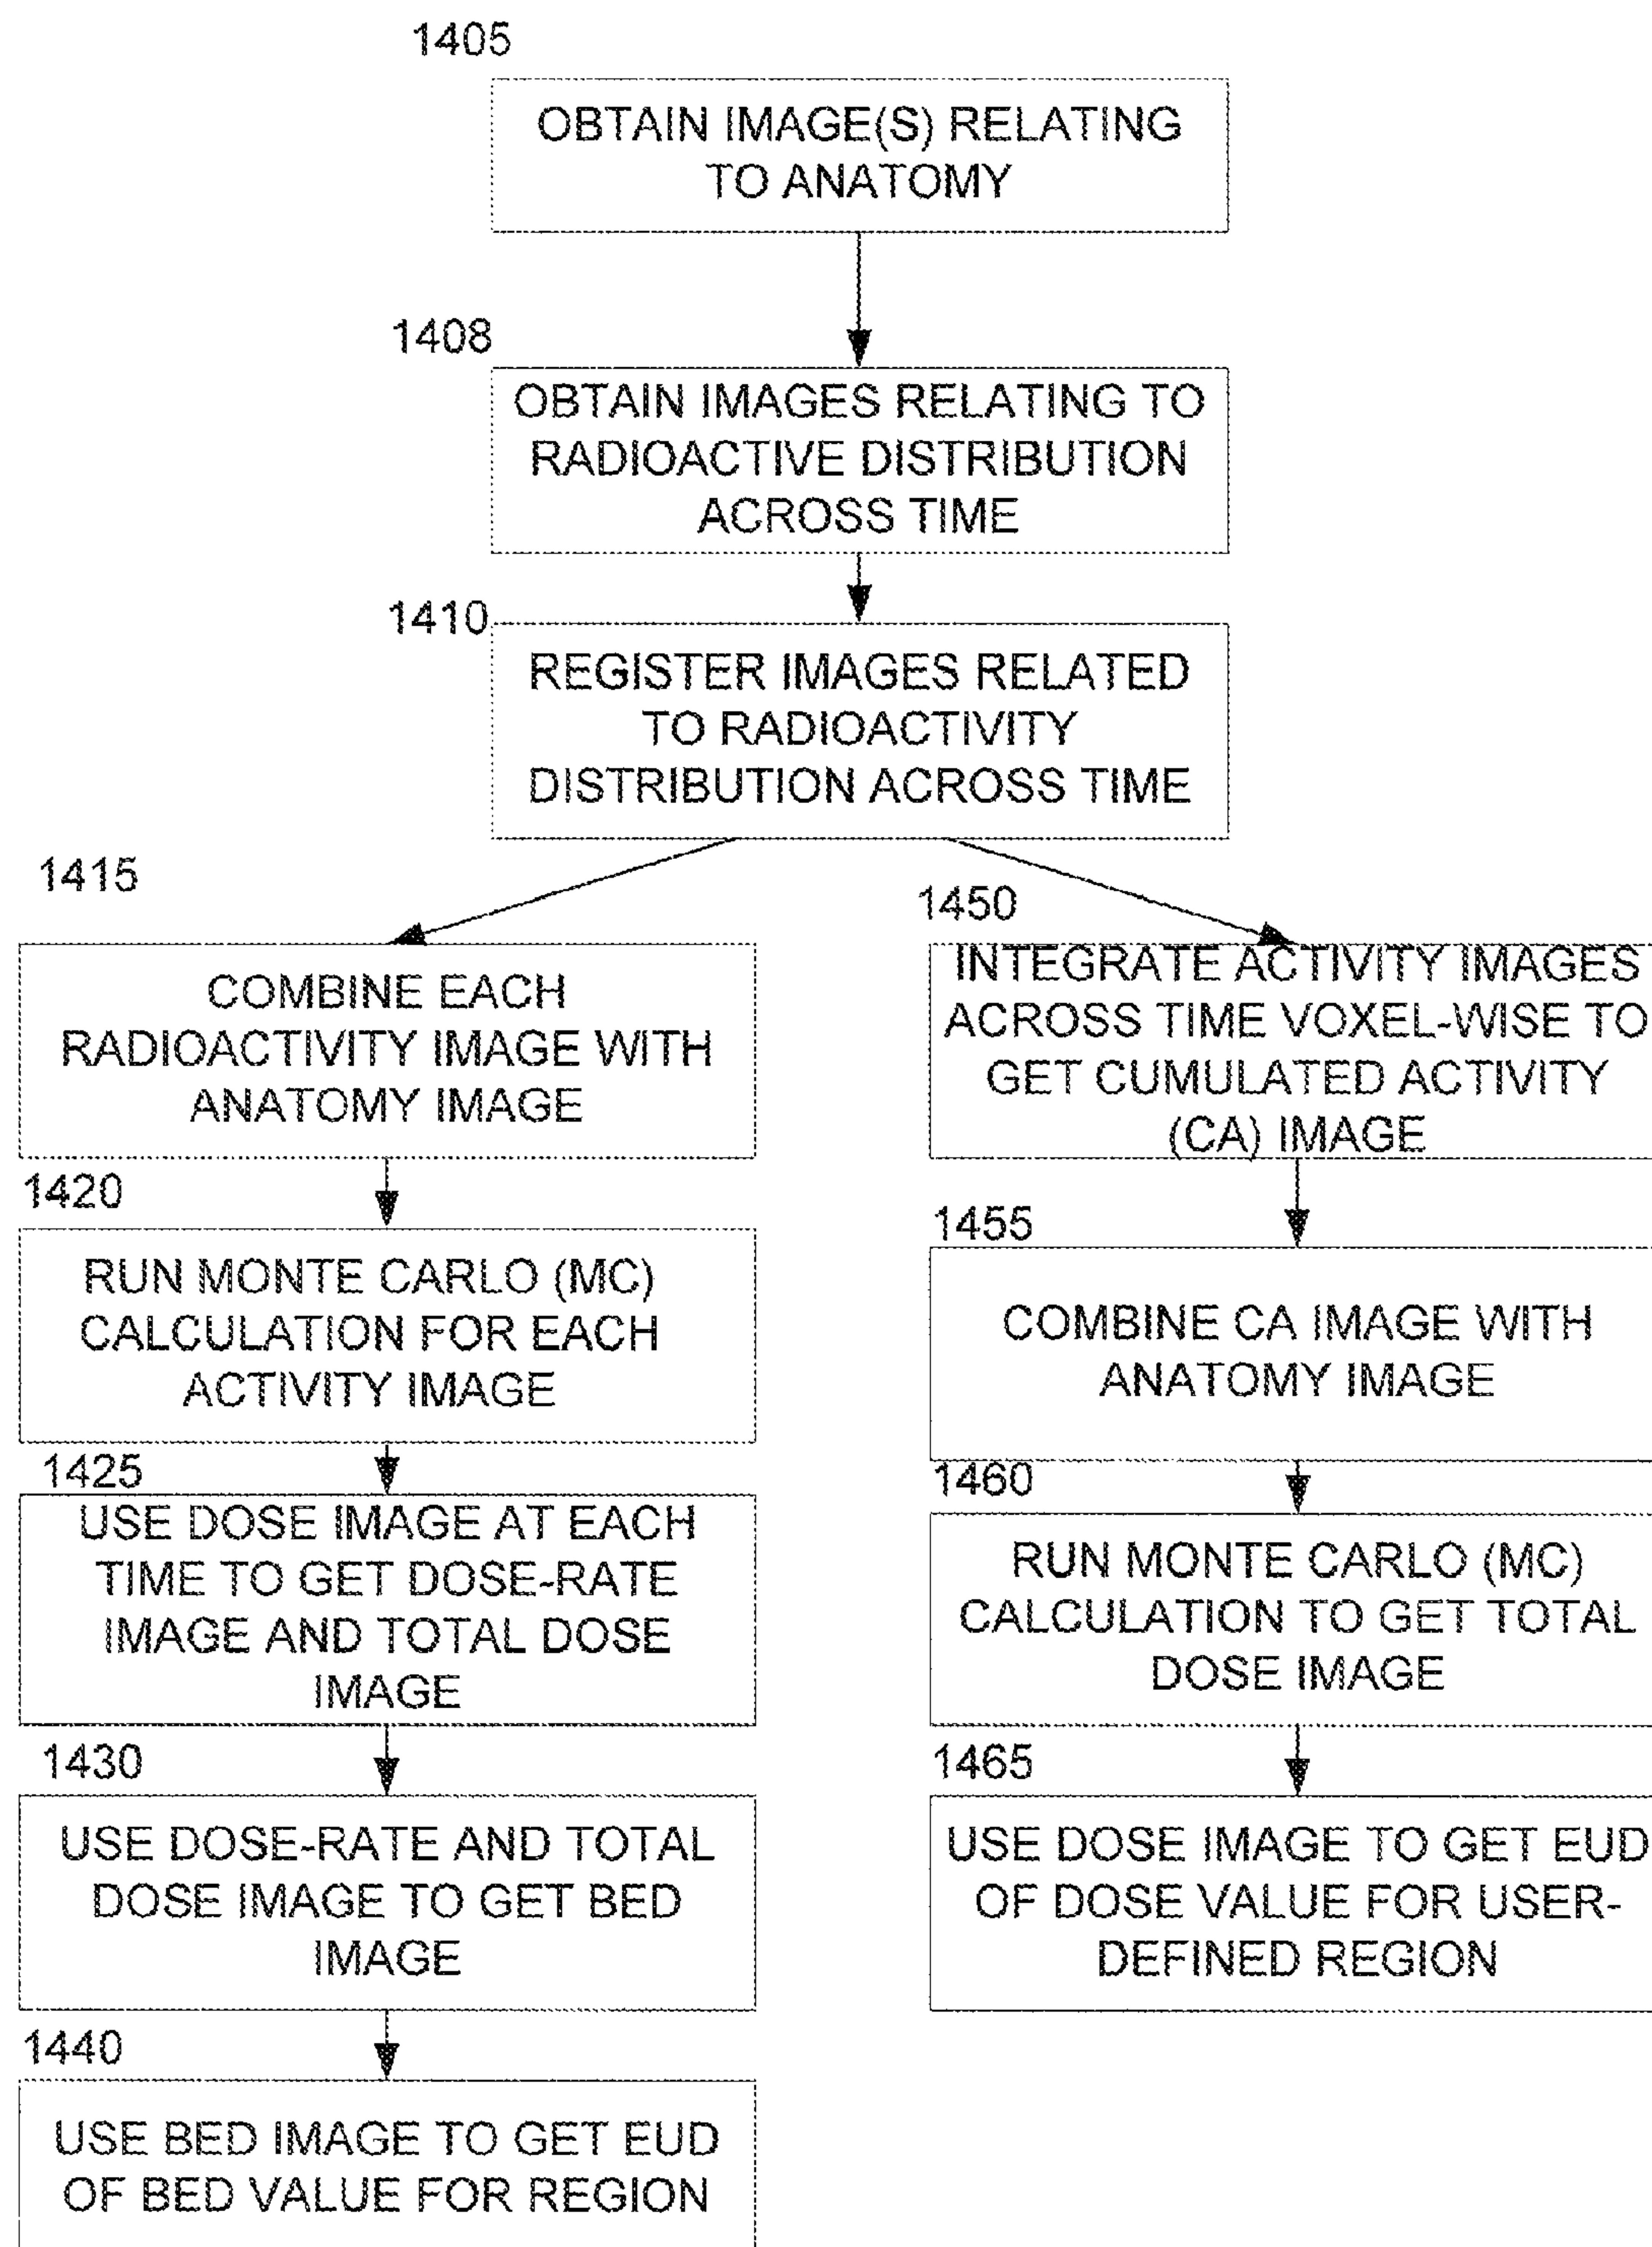 1405
OBTAIN IMAGE(S) RELATING
TO ANATOMY
1408
OBTAIN IMAGES RELATING TO
RADIOACTIVE DISTRIBUTION
ACROSS TIME
1410
REGISTER IMAGES RELATED
TO RADIOACTIVITY
DISTRIBUTION ACROSS TIME
1415
COMBINE EACH
RADIOACTIVITY IMAGE WITH
ANATOMY IMAGE
1420
RUN MONTE CARLO (MC)
CALCULATION FOR EACH
ACTIVITY IMAGE
1425
USE DOSE IMAGE AT EACH
TIME TO GET DOSE-RATE
IMAGE AND TOTAL DOSE
IMAGE
1430
USE DOSE-RATE AND TOTAL
DOSE IMAGE TO GET BED
IMAGE
1440
USE BED IMAGE TO GET EUD
OF BED VALUE FOR REGION
1450
INTEGRATE ACTIVITY IMAGES
ACROSS TIME VOXEL-WISE TO
GET CUMULATED ACTIVITY
(CA) IMAGE
1455
COMBINE CA IMAGE WITH
ANATOMY IMAGE
1460
RUN MONTE CARLO (MC)
CALCULATION TO GET TOTAL
DOSE IMAGE
1465
USE DOSE IMAGE TO GET EUD
OF DOSE VALUE FOR USER-
DEFINED REGION